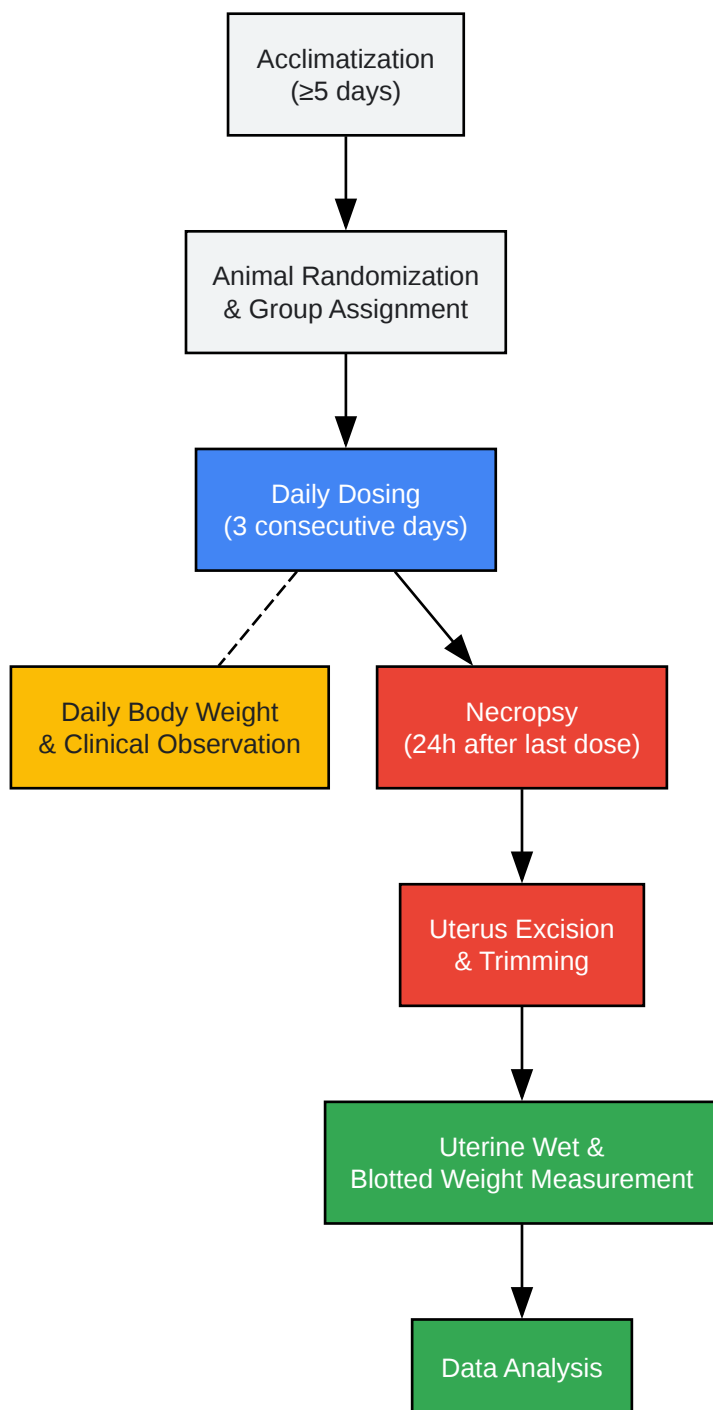 Acclimatization
(≥5 days)
Animal Randomization
& Group Assignment
Daily Dosing
(3 consecutive days)
Daily Body Weight
& Clinical Observation
Necropsy
(24h after last dose)
Uterus Excision
& Trimming
Uterine Wet &
Blotted Weight Measurement
Data Analysis